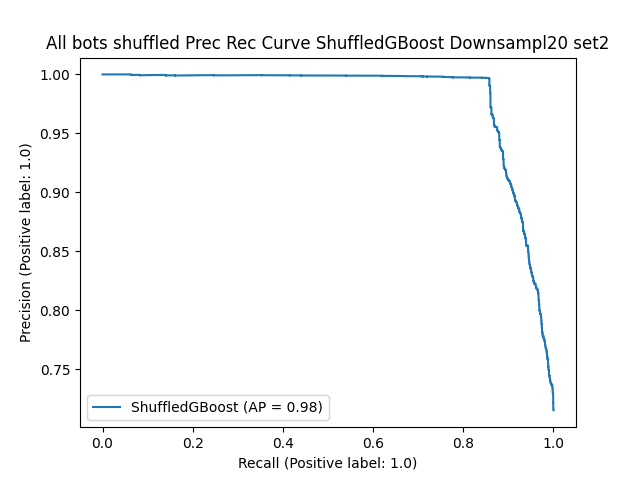 All bots shuffled Prec Rec Curve ShuffledGBoost Downsampl20 set2
1.00
0.95
0.90
0.85
0.80
0.75
Precision (Positive label: 1.0)
ShuffledGBoost (AP = 0.98)
0.0 0.2 0.4 0.6 0.8 1.0
Recall (Positive label: 1.0)